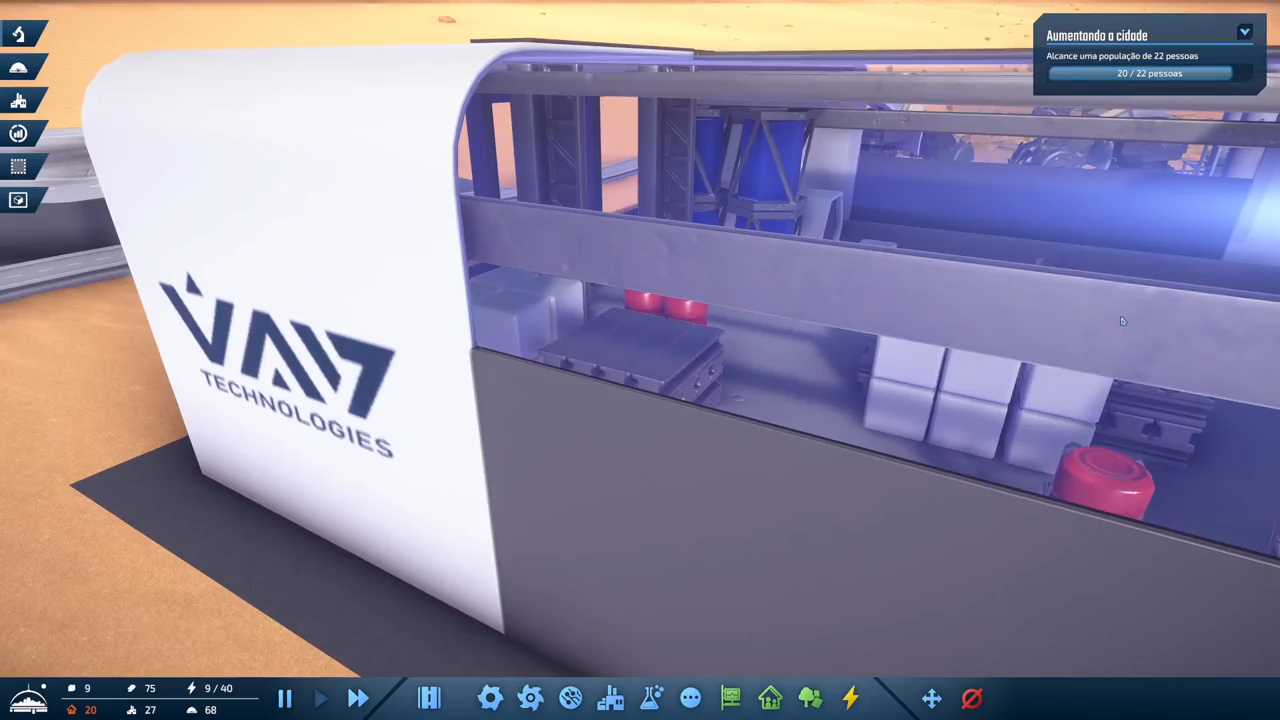 Aumentando a cidade
Alcance uma população de 22 pessoas
20 / 22 pessoas
TECHNOLOGIES
9 75 9 / 40
20 27 68